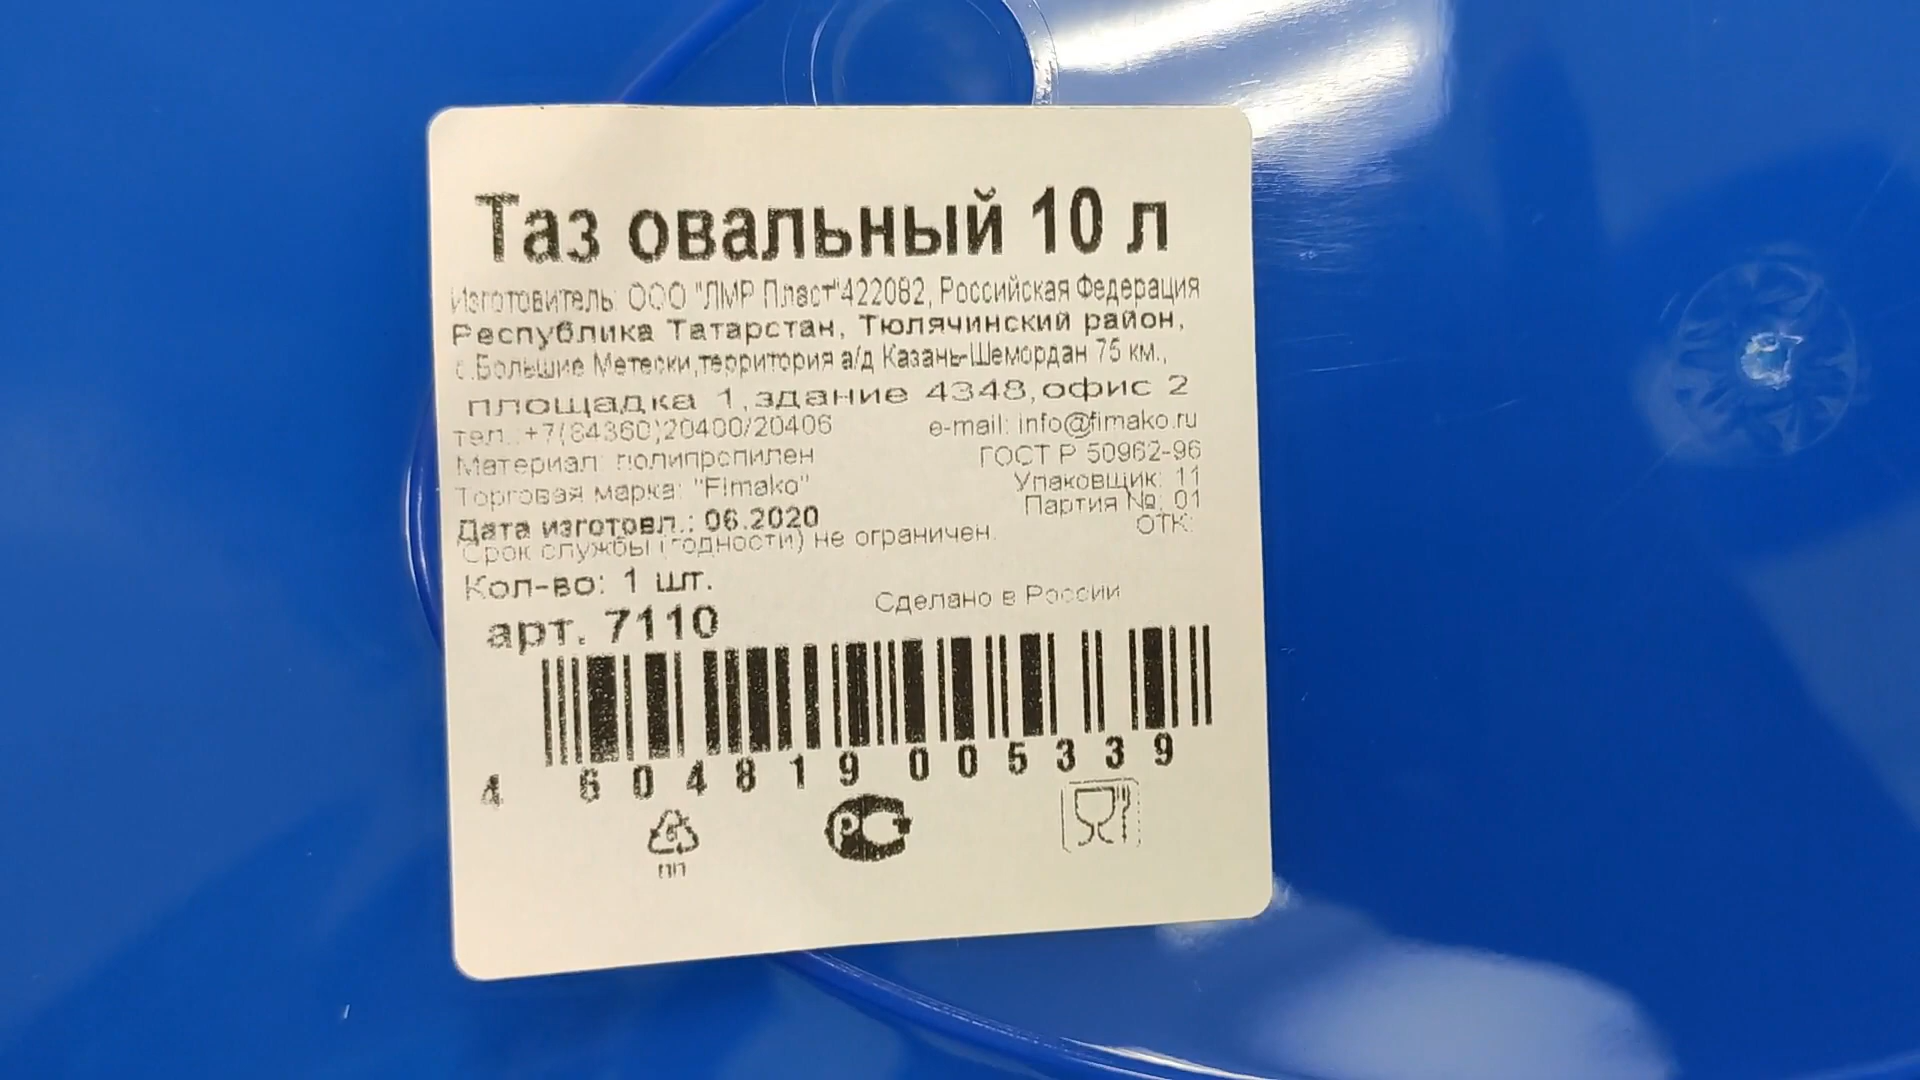 Таз овальный 10 л
Изготовитель: ООО "ЛМР Пласт"422082, Российская Федерация
Республика Татарстан, Тюлячинский район,
с.Большие Метески,территория а/д Казань-Шемордан 75 км.,
площадка 1,здание 4348,офис 2
тел.:+7(84360)20400/20406 e-mail: info@fimako.ru
Материал: полипропилен ГОСТ Р 50962-96
Торговая марка: "Fimako" Упаковщик: 11
Партия №: 01
Дата изготовл.: 06.2020 ОТК:
Срок службы (годности) не ограничен.
Кол-во: 1 шт.
Сделано в России
арт. 7110
4 604819 005339
5
ПП
РСТ